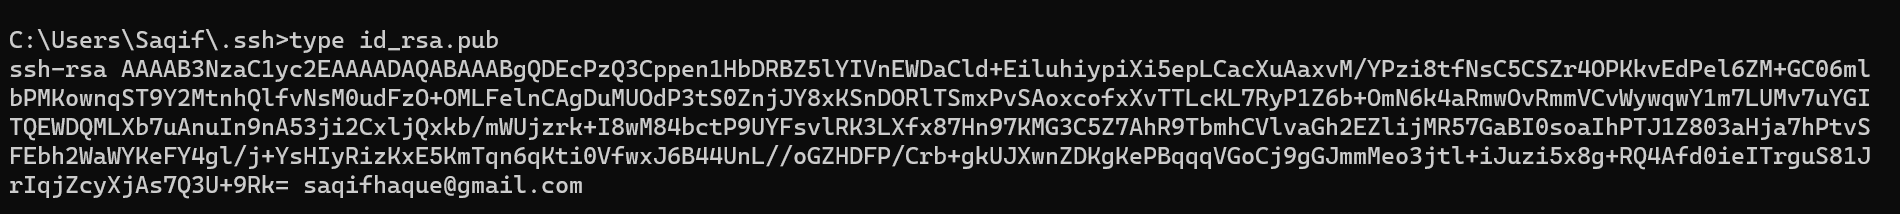 C:\Users\Saqif\.ssh>type id_rsa.pub
ssh-rsa AAAAB3NzaC1yc2EAAAADAQABAAABgQDEcPzQ3Cppen1HbDRBZ5lYIVnEWDaCld+EiluhiypiXi5epLCacXuAaxvM/YPzi8tfNsC5CSZr4OPKkvEdPel6ZM+GC06ml
bPMKownqST9Y2MtnhQlfvNsM0udFzO+OMLFelnCAgDuMUOdP3tS0ZnjJY8xKSnDORlTSmxPvSAoxcofxXvTTLcKL7RyP1Z6b+OmN6k4aRmwOvRmmVCvWywqwY1m7LUMv7uYGI
TQEWDQMLXb7uAnuIn9nA53ji2CxljQxkb/mWUjzrk+I8wM84bctP9UYFsvlRK3LXfx87Hn97KMG3C5Z7AhR9TbmhCVlvaGh2EZlijMR57GaBI0soaIhPTJ1Z803aHja7hPtvS
FEbh2WaWYKeFY4gl/j+YsHIyRizKxE5KmTqn6qKti0VfwxJ6B44UnL//oGZHDFP/Crb+gkUJXwnZDKgKePBqqqVGoCj9gGJmmMeo3jtl+iJuzi5x8g+RQ4Afd0ieITrguS81J
rIqjZcyXjAs7Q3U+9Rk= saqifhaque@gmail.com